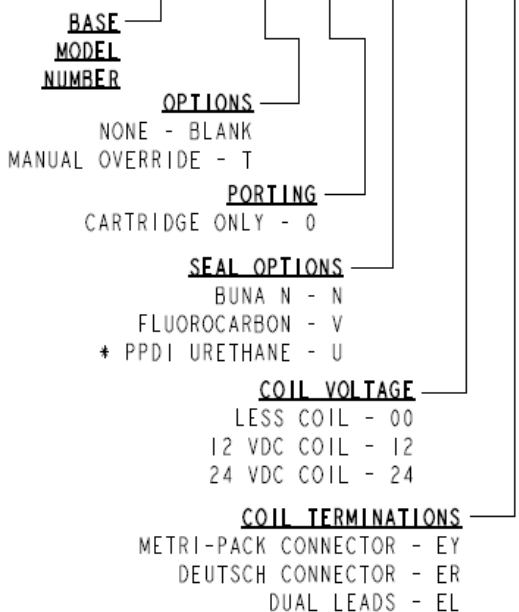 BASE
MODEL
NUMBER
OPTIONS
NONE - BLANK
MANUAL OVERRIDE - T
PORTING
CARTRIDGE ONLY - 0
SEAL OPTIONS
BUNA N - N
FLUOROCARBON - V
* PPDI URETHANE - U
COIL VOLTAGE
LESS COIL - 00
12 VDC COIL - 12
24 VDC COIL - 24
COIL TERMINATIONS
METRI-PACK CONNECTOR - EY
DEUTSCH CONNECTOR - ER
DUAL LEADS - EL